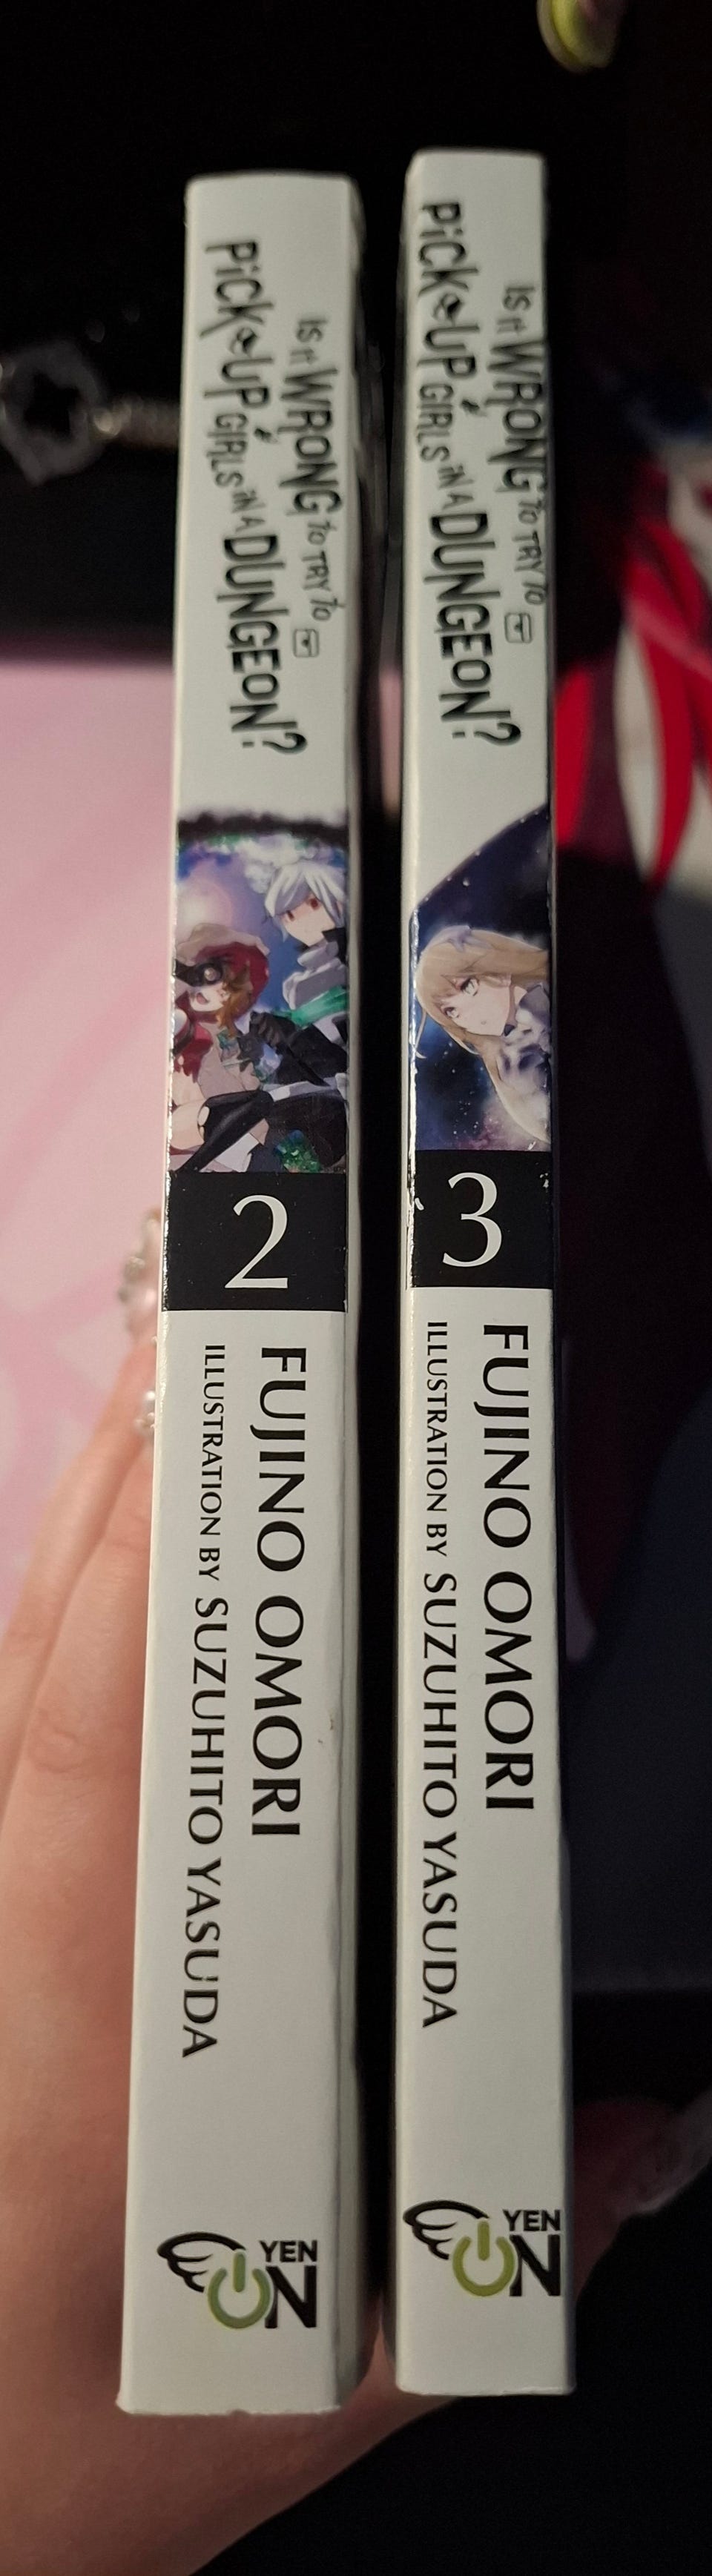 IS IT WRONG TO TRY TO
PICK UP GIRLS IN A DUNGEON?
2
FUJINO OMORI
ILLUSTRATION BY SUZUHITO YASUDA
YEN
ON
IS IT WRONG TO TRY TO
PICK UP GIRLS IN A DUNGEON?
3
FUJINO OMORI
ILLUSTRATION BY SUZUHITO YASUDA
YEN
ON